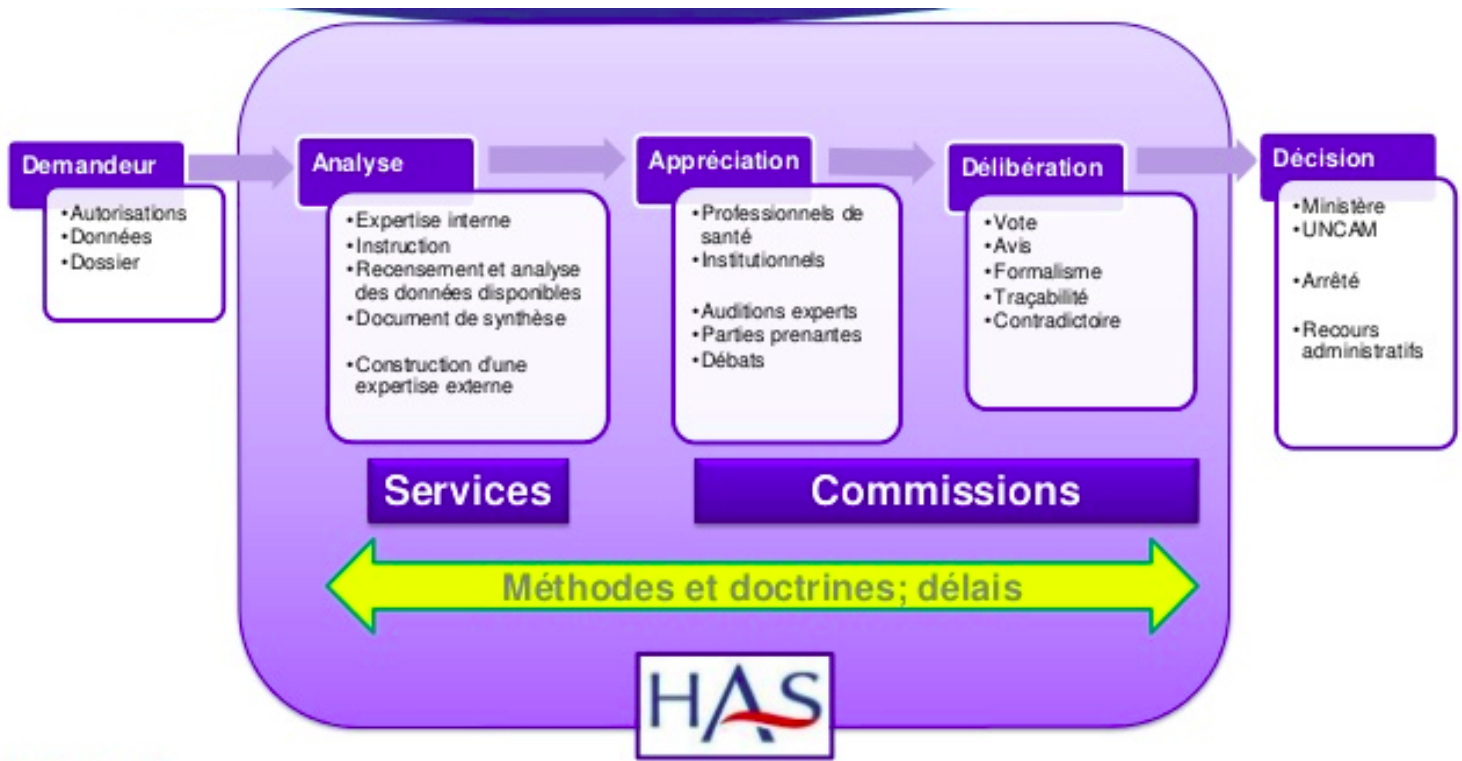 Demandeur
•Autorisations
•Données
•Dossier
Analyse
•Expertise interne
•Instruction
•Recensement et analyse
des données disponibles
•Document de synthèse
•Construction d'une
expertise externe
Appréciation
•Professionnels de
santé
•Institutionnels
•Auditions experts
•Parties prenantes
•Débats
Délibération
•Vote
•Avis
•Formalisme
•Traçabilité
•Contradictoire
Décision
•Ministère
•UNCAM
•Arrêté
•Recours
administratifs
Services
Commissions
Méthodes et doctrines; délais
HAS